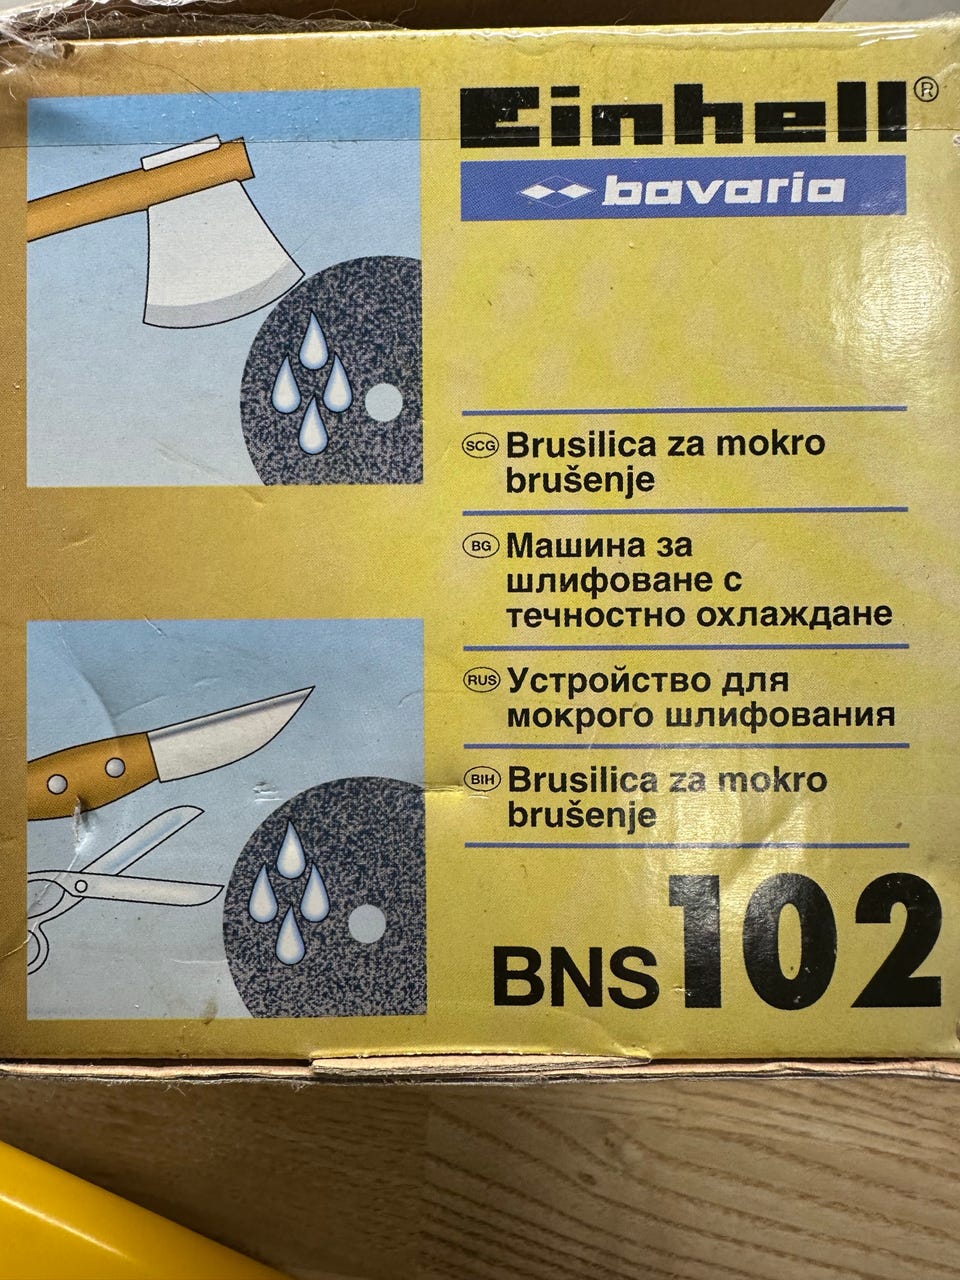 Einhell®
bavaria
SCG Brusilica za mokro
brušenje
BG Машина за
шлифоване с
течностно охлаждане
RUS Устройство для
мокрого шлифования
BIH Brusilica za mokro
brušenje
BNS 102